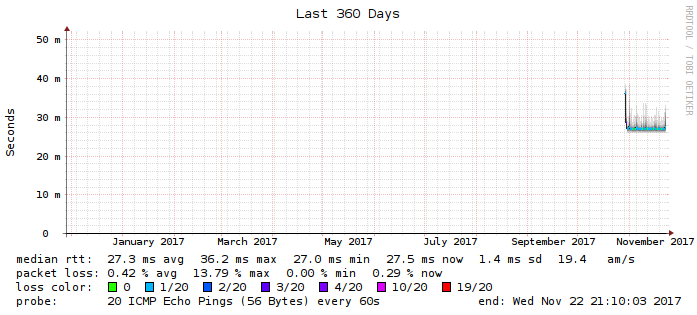 Last 360 Days
RRDTOOL / TOBI OETIKER
Seconds
50 m
40 m
30 m
20 m
10 m
0
January 2017 March 2017 May 2017 July 2017 September 2017 November 2017
median rtt: 27.3 ms avg 36.2 ms max 27.0 ms min 27.5 ms now 1.4 ms sd 19.4 am/s
packet loss: 0.42 % avg 13.79 % max 0.00 % min 0.29 % now
loss color: 0 1/20 2/20 3/20 4/20 10/20 19/20
probe: 20 ICMP Echo Pings (56 Bytes) every 60s end: Wed Nov 22 21:10:03 2017